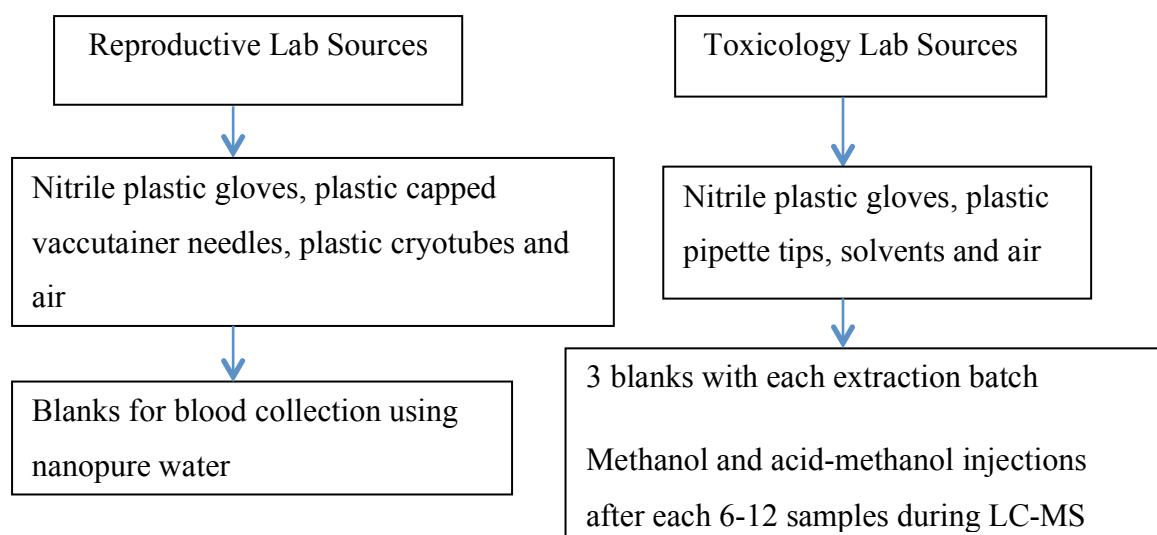 Reproductive Lab Sources
Nitrile plastic gloves, plastic capped
vaccutainer needles, plastic cryotubes and
air
Blanks for blood collection using
nanopure water
Toxicology Lab Sources
Nitrile plastic gloves, plastic
pipette tips, solvents and air
3 blanks with each extraction batch
Methanol and acid-methanol injections
after each 6-12 samples during LC-MS